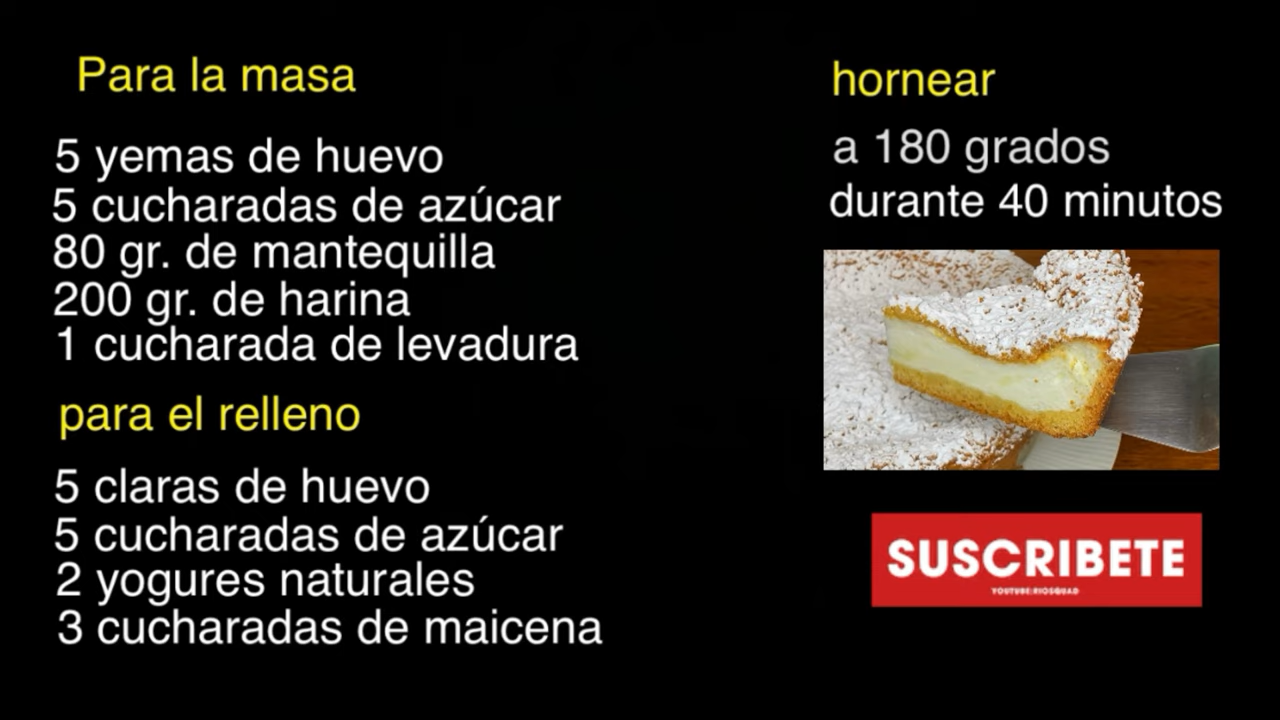 Para la masa
5 yemas de huevo
5 cucharadas de azúcar
80 gr. de mantequilla
200 gr. de harina
1 cucharada de levadura
para el relleno
5 claras de huevo
5 cucharadas de azúcar
2 yogures naturales
3 cucharadas de maicena
hornear
a 180 grados
durante 40 minutos
SUSCRIBETE
YOUTUBE:RIOSQUAD